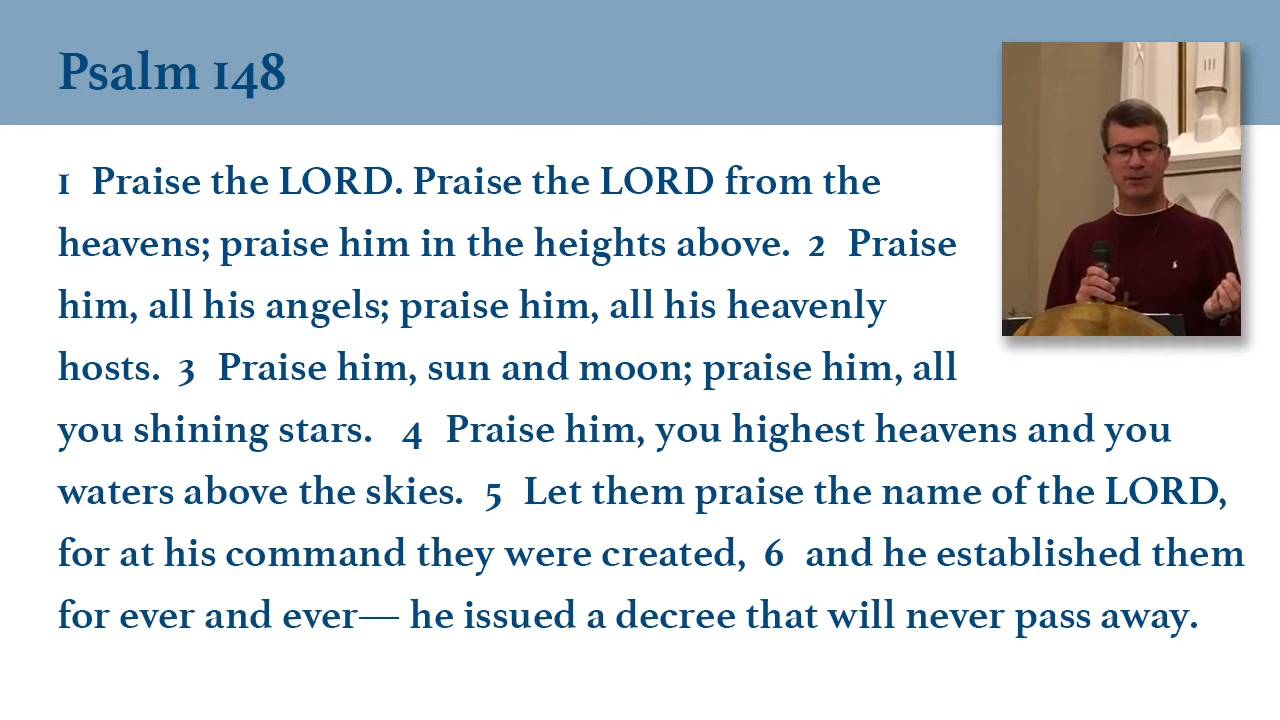 Psalm 148
1 Praise the LORD. Praise the LORD from the
heavens; praise him in the heights above. 2 Praise
him, all his angels; praise him, all his heavenly
hosts. 3 Praise him, sun and moon; praise him, all
you shining stars. 4 Praise him, you highest heavens and you
waters above the skies. 5 Let them praise the name of the LORD,
for at his command they were created, 6 and he established them
for ever and ever— he issued a decree that will never pass away.